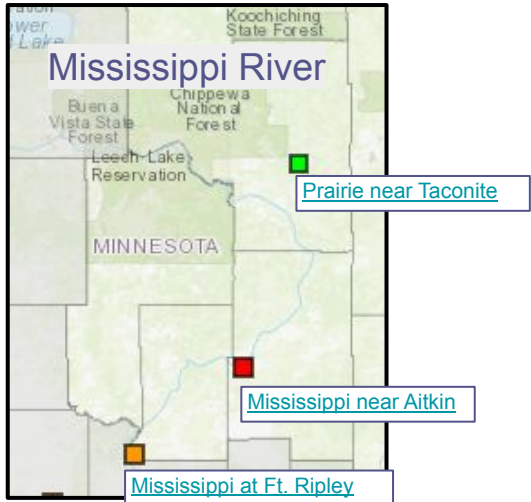 Koochiching
State Forest
Lake
Mississippi River
Chippewa
National
Forest
Buena
Vista State
Forest
Leech Lake
Reservation
Prairie near Taconite
MINNESOTA
Mississippi near Aitkin
Mississippi at Ft. Ripley